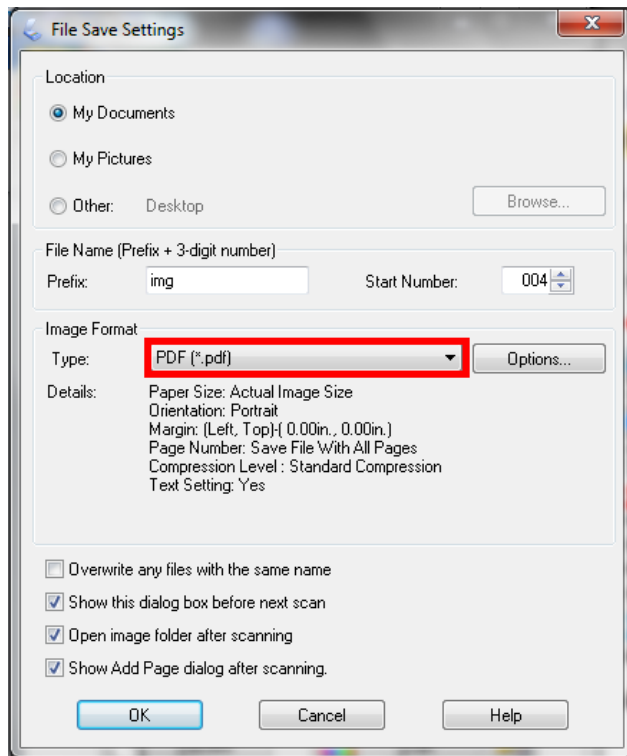 File Save Settings
Location
My Documents
My Pictures
Other: Desktop Browse...
File Name (Prefix + 3-digit number)
Prefix: img Start Number: 004
Image Format
Type: PDF (*.pdf) Options...
Details: Paper Size: Actual Image Size
Orientation: Portrait
Margin: (Left, Top)-( 0.00in., 0.00in.)
Page Number: Save File With All Pages
Compression Level : Standard Compression
Text Setting: Yes
Overwrite any files with the same name
Show this dialog box before next scan
Open image folder after scanning
Show Add Page dialog after scanning.
OK Cancel Help